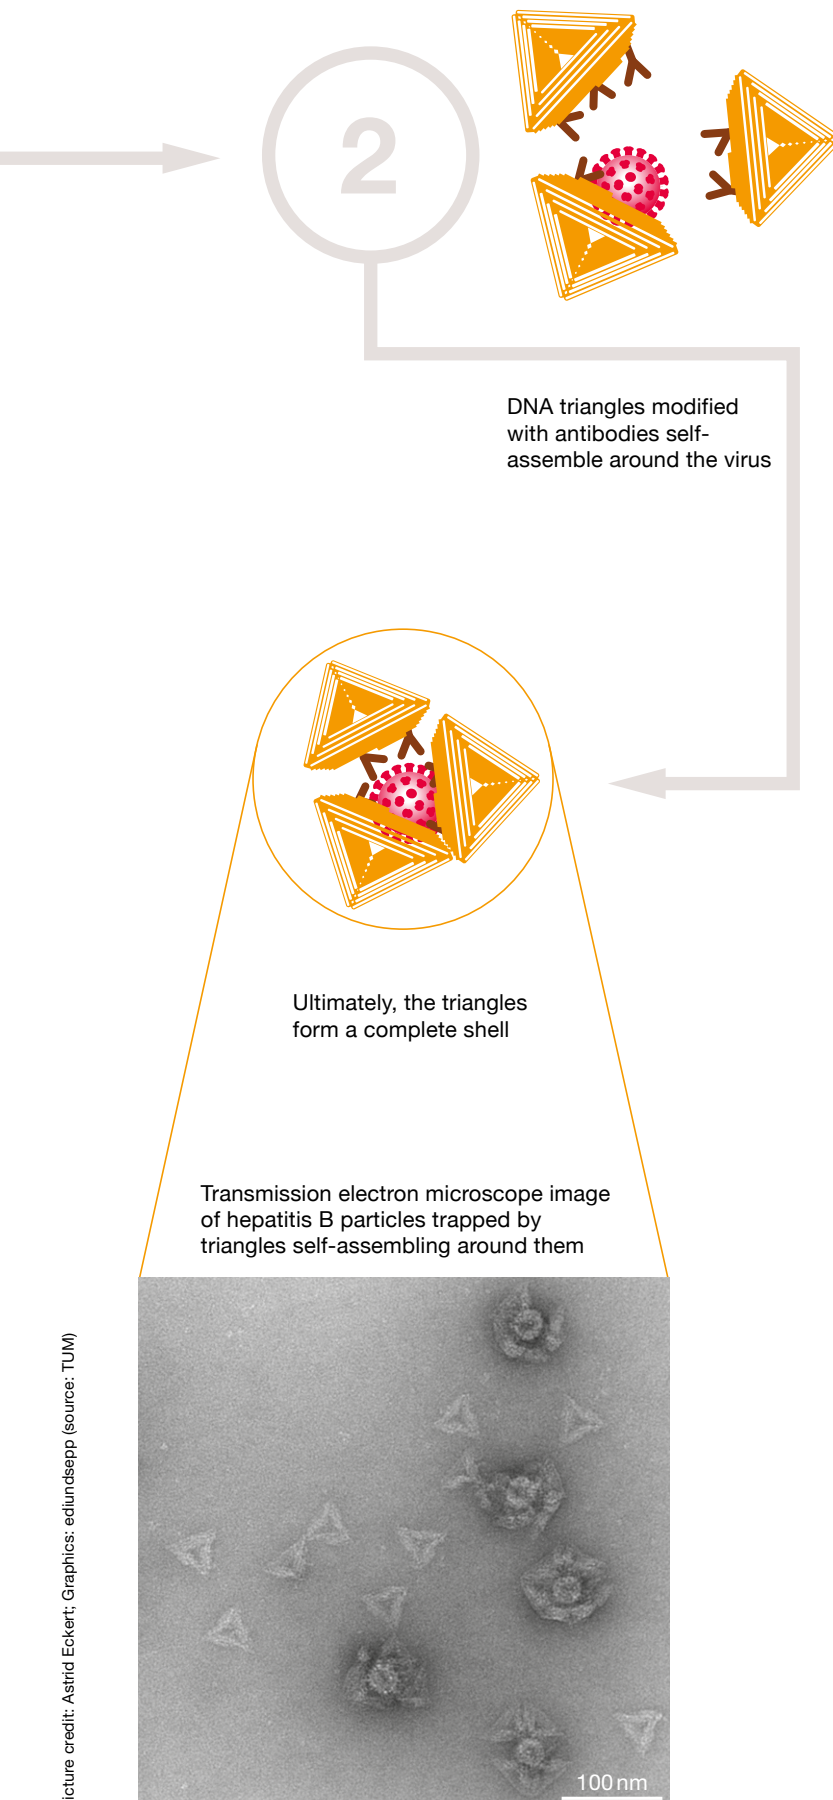 2
DNA triangles modified
with antibodies self-
assemble around the virus
Ultimately, the triangles
form a complete shell
Transmission electron microscope image
of hepatitis B particles trapped by
triangles self-assembling around them
icture credit: Astrid Eckert; Graphics: ediundsepp (source: TUM)
100 nm